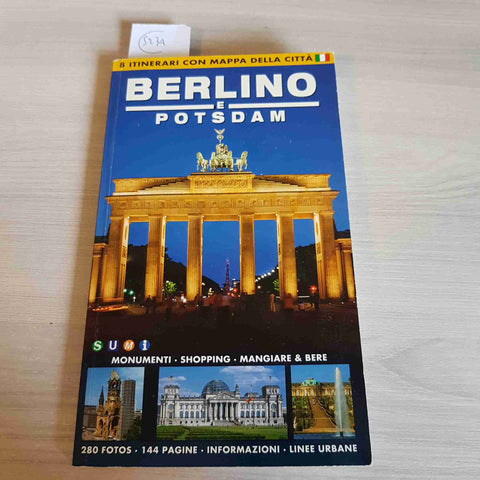 8 ITINERARI CON MAPPA DELLA CITTÀ
BERLINO
E
POTSDAM
S U M i
MONUMENTI · SHOPPING · MANGIARE & BERE
280 FOTOS · 144 PAGINE · INFORMAZIONI · LINEE URBANE